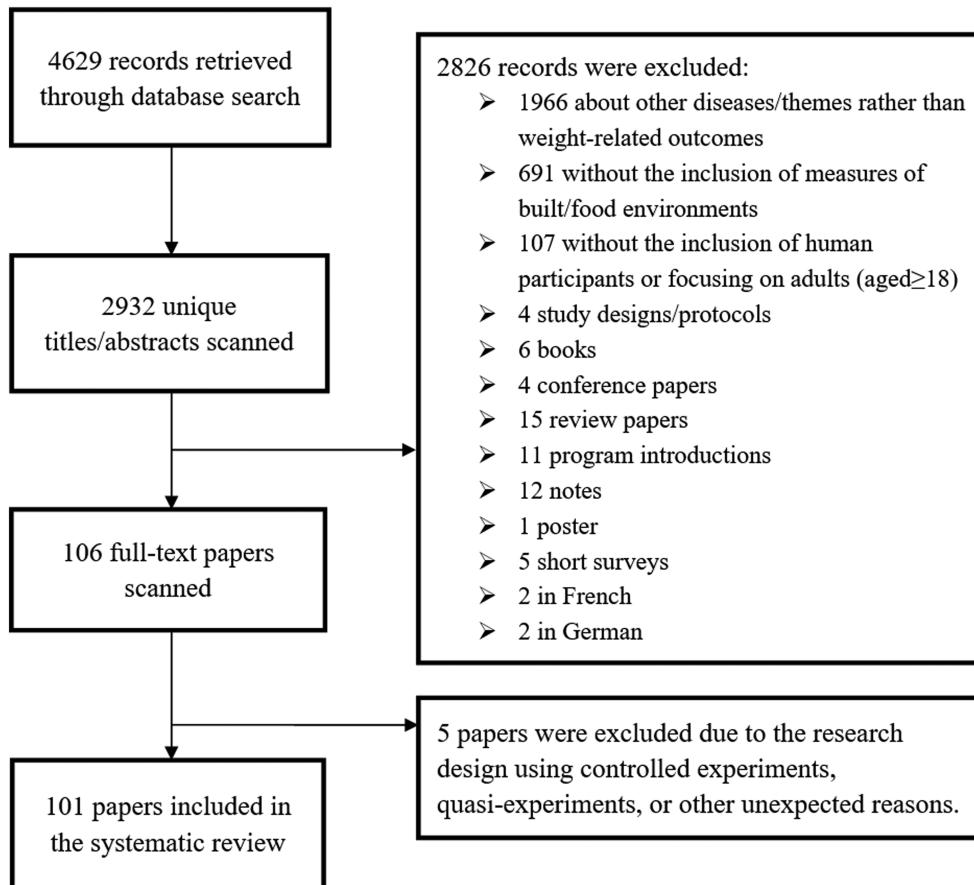 4629 records retrieved
through database search
2826 records were excluded:
➢ 1966 about other diseases/themes rather than
weight-related outcomes
➢ 691 without the inclusion of measures of
built/food environments
➢ 107 without the inclusion of human
participants or focusing on adults (aged≥18)
➢ 4 study designs/protocols
➢ 6 books
➢ 4 conference papers
➢ 15 review papers
➢ 11 program introductions
➢ 12 notes
➢ 1 poster
➢ 5 short surveys
➢ 2 in French
➢ 2 in German
2932 unique
titles/abstracts scanned
106 full-text papers
scanned
5 papers were excluded due to the research
design using controlled experiments,
quasi-experiments, or other unexpected reasons.
101 papers included in
the systematic review